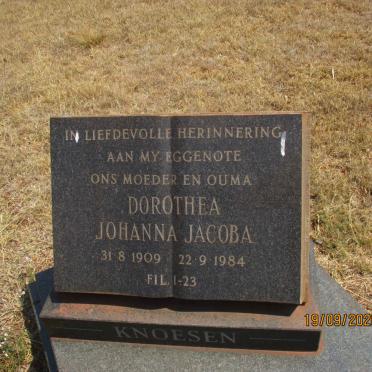 IN LIEFDEVOLLE HERINNERING
AAN MY EGGENOTE
ONS MOEDER EN OUMA
DOROTHEA
JOHANNA JACOBA
31·8·1909 22·9·1984
FIL. 1-23
KNOESEN